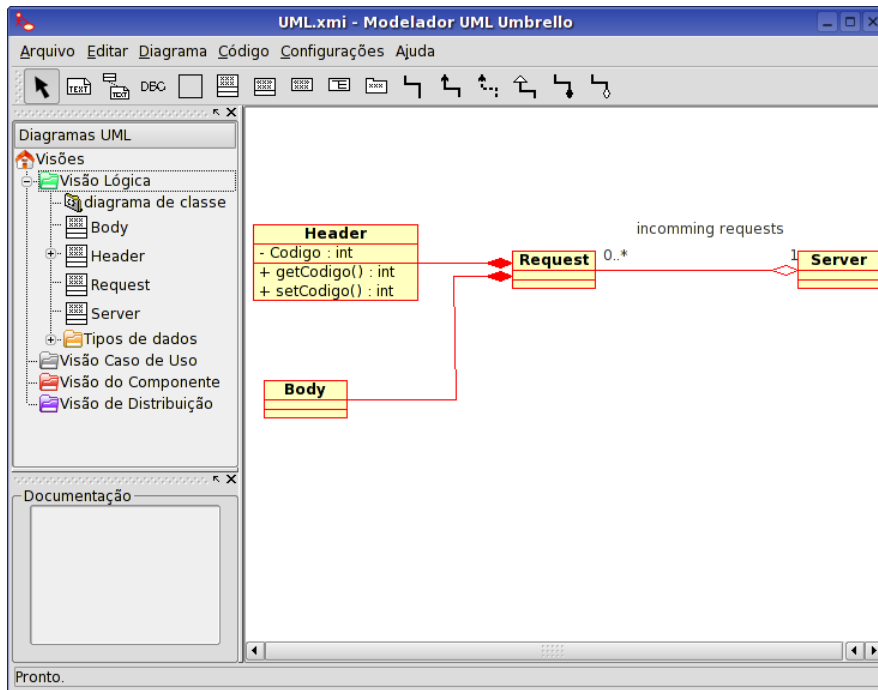 UML.xmi - Modelador UML Umbrello
Arquivo Editar Diagrama Código Configurações Ajuda
TEXT TEXT DBC
Diagramas UML
Visões
Visão Lógica
diagrama de classe
Body
Header
Request
Server
Tipos de dados
Visão Caso de Uso
Visão do Componente
Visão de Distribuição
Documentação
Header
- Codigo : int
+ getCodigo() : int
+ setCodigo() : int
Body
Request
incomming requests
0..*
1
Server
Pronto.